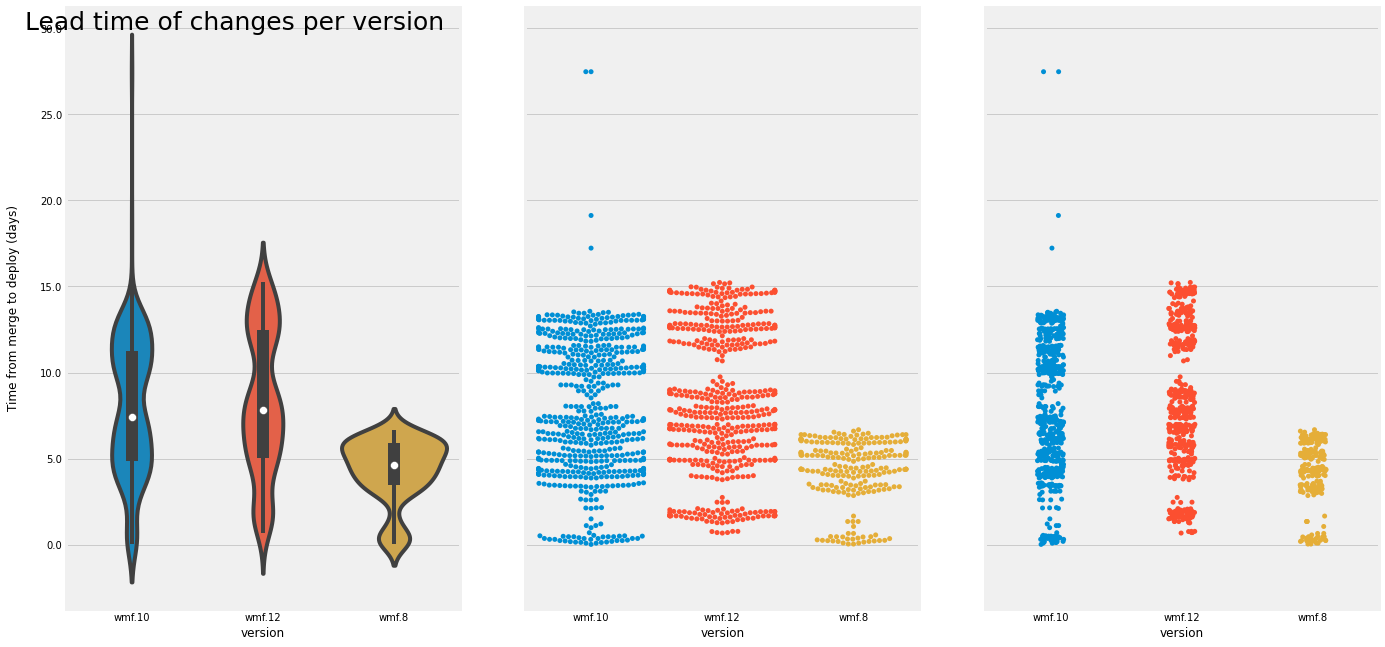 Lead time of changes per version
30.0
25.0
20.0
15.0
10.0
5.0
0.0
Time from merge to deploy (days)
wmf.10 wmf.12 wmf.8
version
wmf.10 wmf.12 wmf.8
version
wmf.10 wmf.12 wmf.8
version